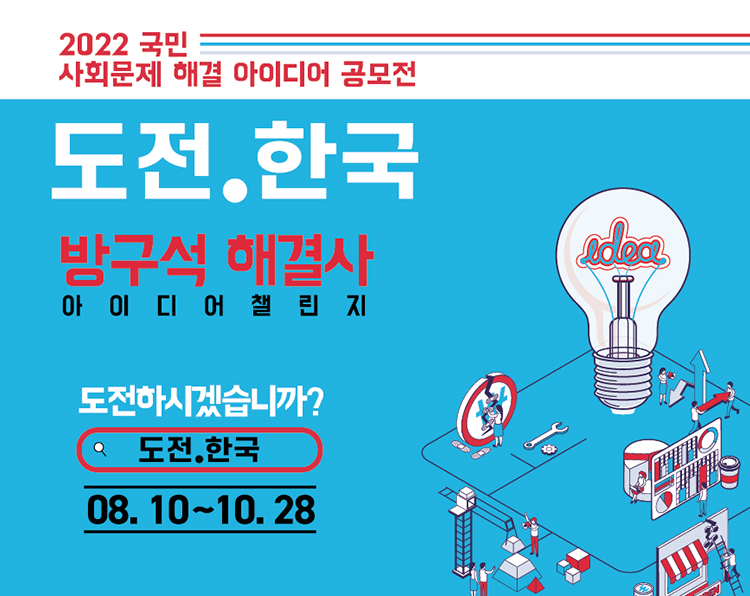 2022 국민
사회문제 해결 아이디어 공모전
도전.한국
방구석 해결사
아이디어챌린지
idea
도전하시겠습니까?
도전.한국
08. 10~10. 28